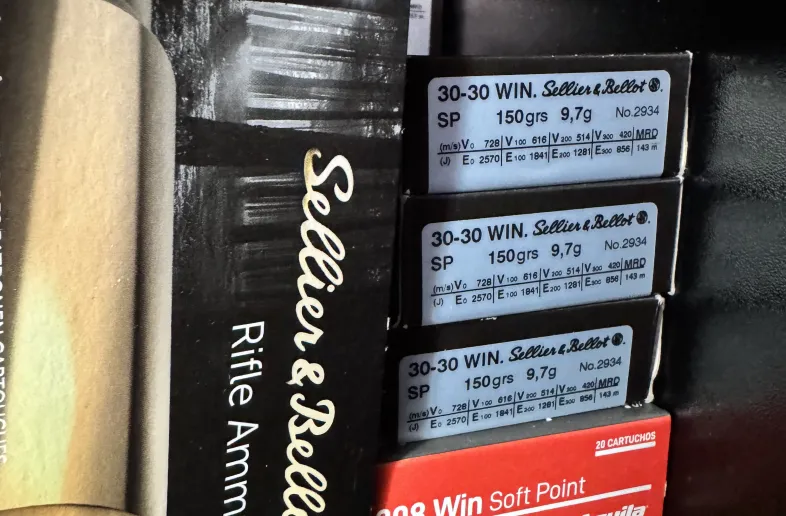 Sellier & Bello
Rifle Amm
30-30 WIN. Sellier & Bellot SB.
SP 150grs 9,7g No.2934
(m/s) V0 728 V100 616 V200 514 V300 420 MRD
(J) E0 2570 E100 1841 E200 1281 E300 856 143 m
30-30 WIN. Sellier & Bellot SB.
SP 150grs 9,7g No.2934
(m/s) V0 728 V100 616 V200 514 V300 420 MRD
(J) E0 2570 E100 1841 E200 1281 E300 856 143 m
30-30 WIN. Sellier & Bellot SB.
SP 150grs 9,7g No.2934
(m/s) V0 728 V100 616 V200 514 V300 420 MRD
(J) E0 2570 E100 1841 E200 1281 E300 856 143 m
20 CARTUCHOS
308 Win Soft Point